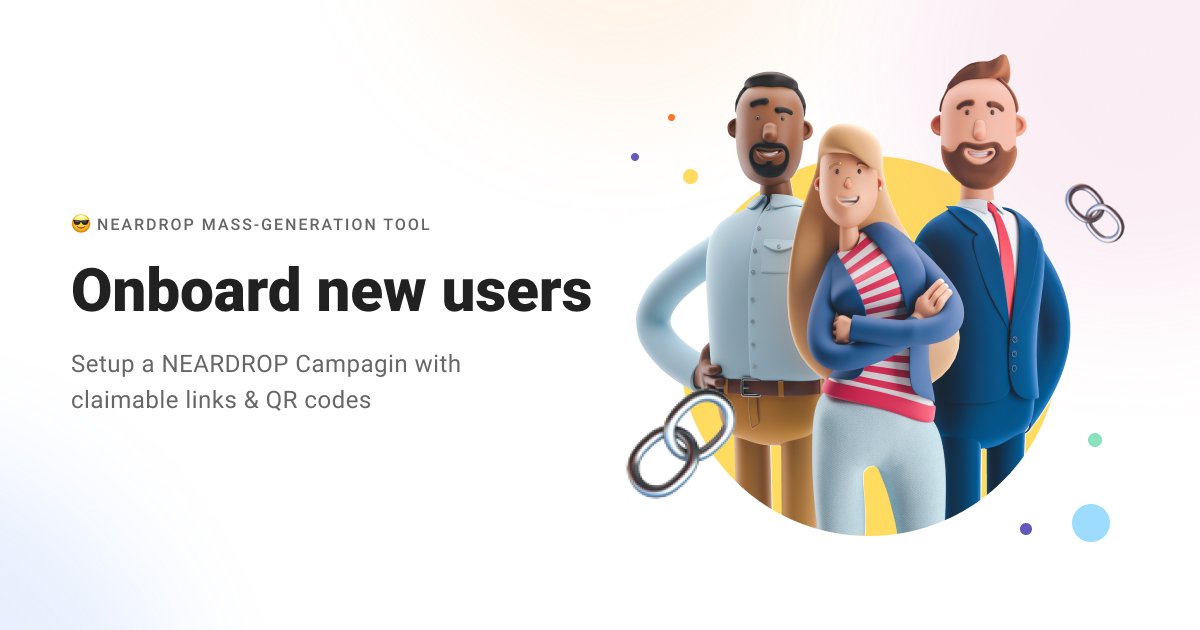 😎 NEARDROP MASS-GENERATION TOOL
Onboard new users
Setup a NEARDROP Campagin with
claimable links & QR codes